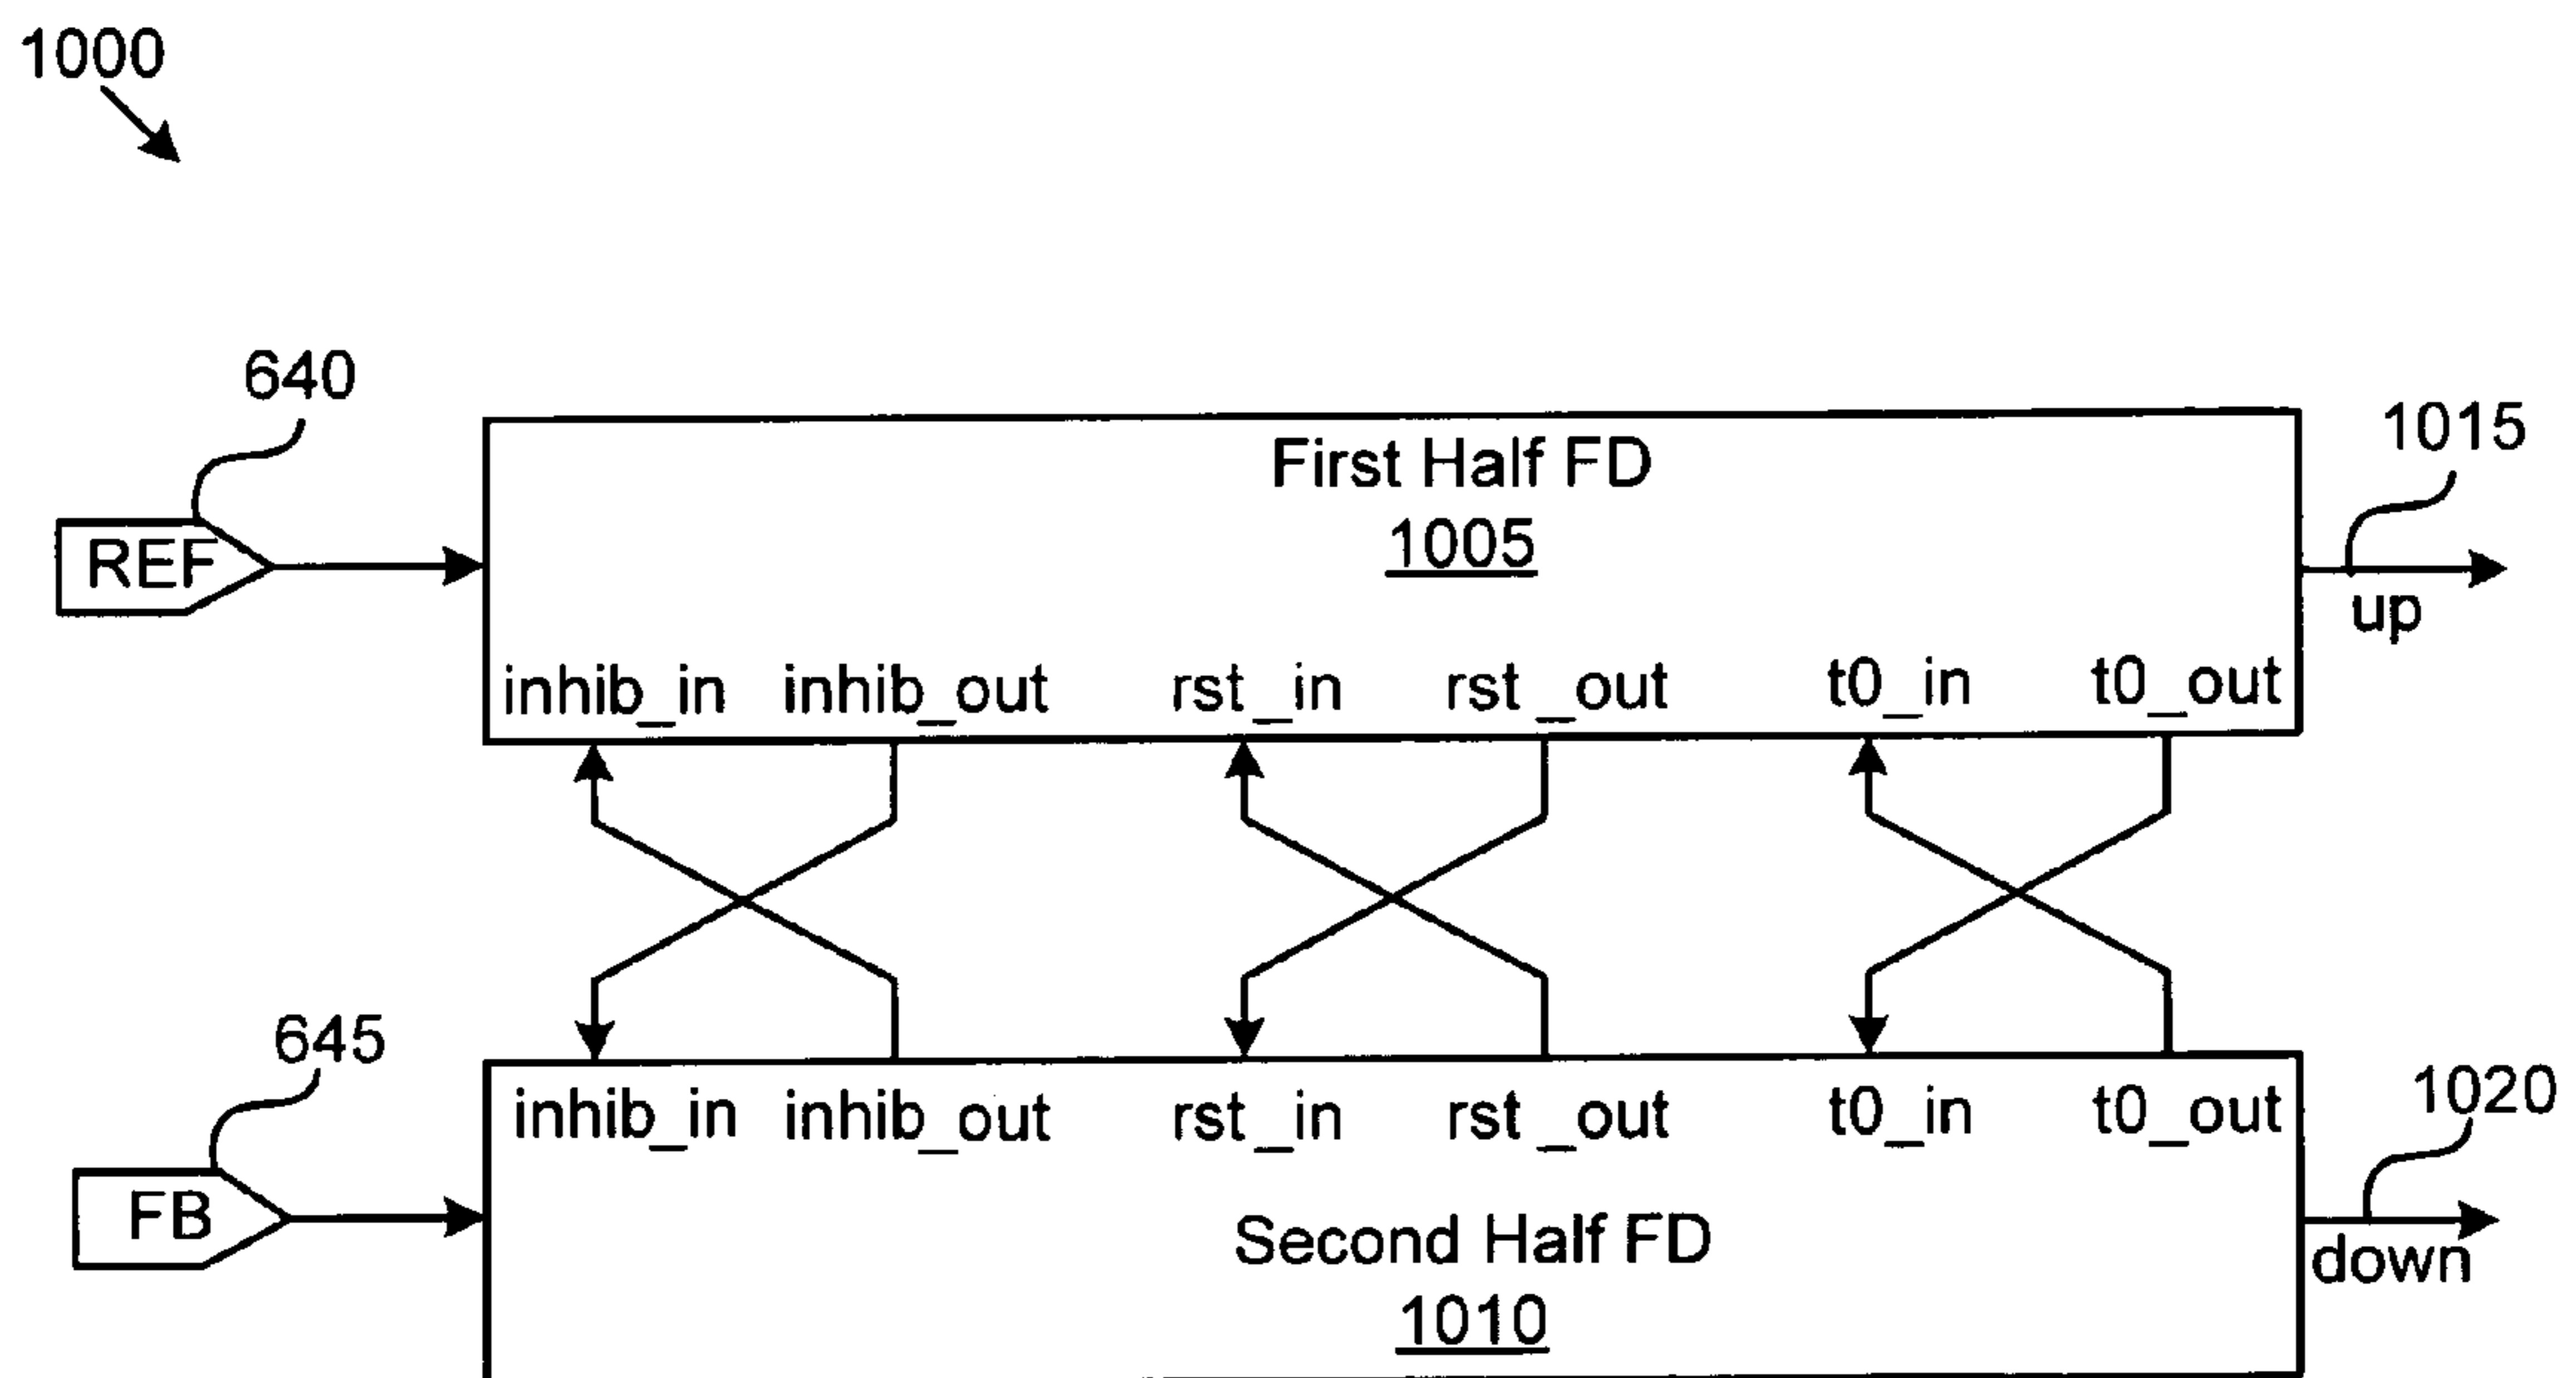 1000
640
First Half FD
1015
REF
1005
up
inhib_in inhib_out rst_in rst_out t0_in t0_out
645
inhib_in inhib_out rst_in rst_out t0_in t0_out
1020
FB
Second Half FD
down
1010